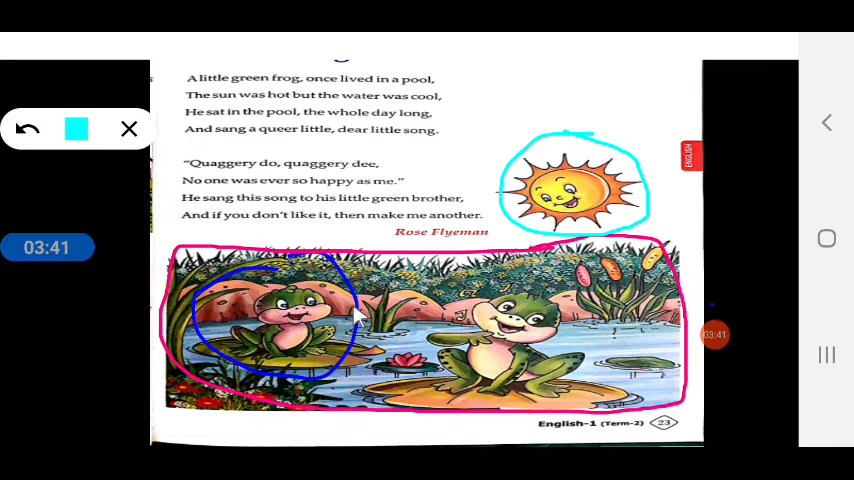 A little green frog, once lived in a pool,
The sun was hot but the water was cool,
He sat in the pool, the whole day long,
And sang a queer little, dear little song.
"Quaggery do, quaggery dee,
No one was ever so happy as me."
He sang this song to his little green brother,
And if you don't like it, then make me another.
Rose Flyeman
ENGLISH
03:41
03:41
English-1 (Term-2) 23